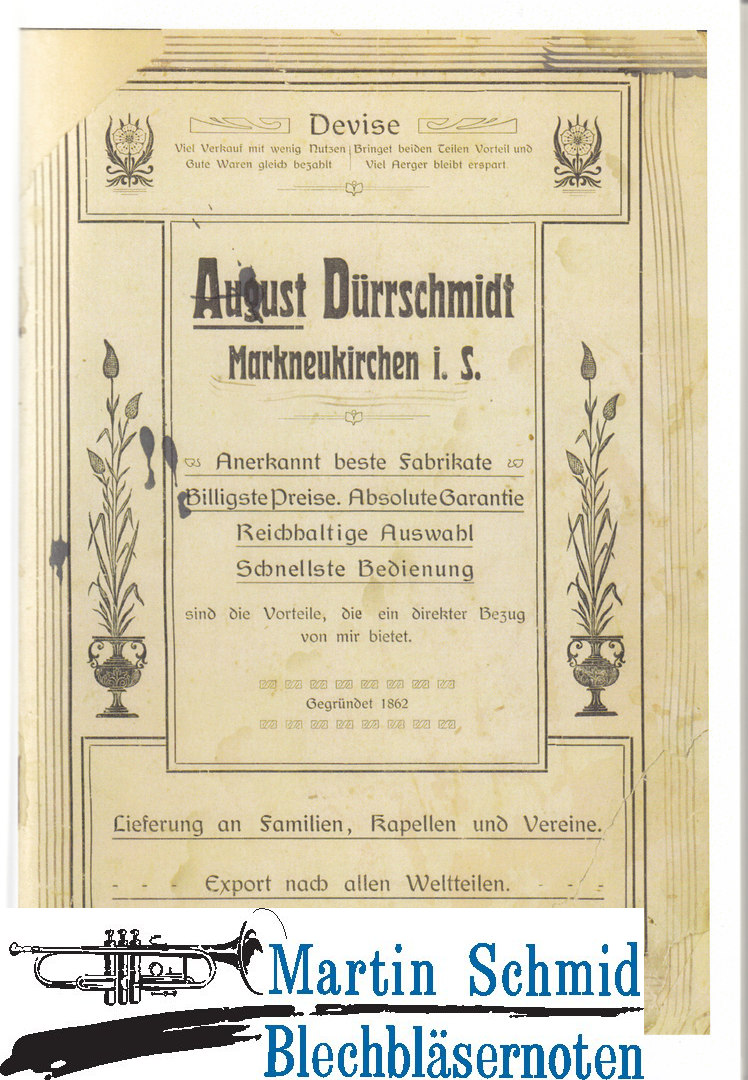 Devise
Viel Verkauf mit wenig Nutzen | Bringet beiden Teilen Vorteil und
Gute Waren gleich bezahlt | Viel Aerger bleibt erspart
August Dürrschmidt
Markneukirchen i. S.
Anerkannt beste Fabrikate
Billigste Preise. Absolute Garantie
Reichhaltige Auswahl
Schnellste Bedienung
sind die Vorteile, die ein direkter Bezug
von mir bietet.
Gegründet 1862
Lieferung an Familien, Kapellen und Vereine.
- - - Export nach allen Weltteilen. - - -
Martin Schmid
Blechbläsernoten